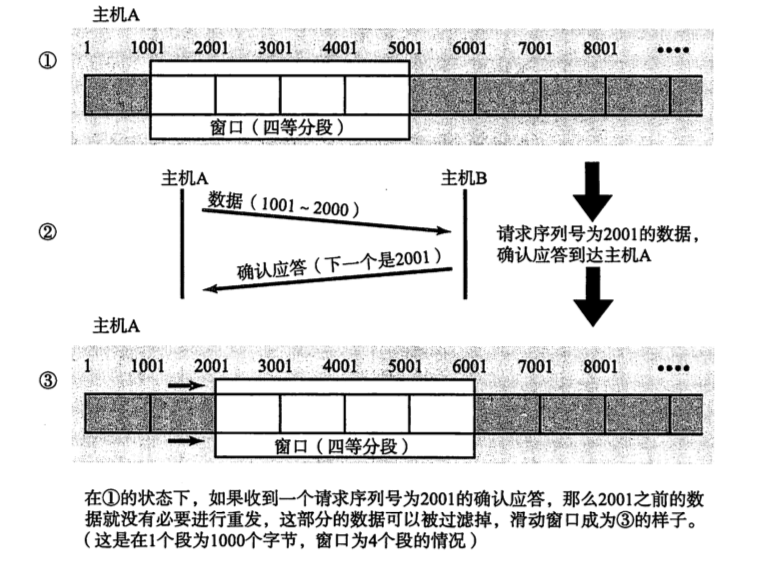 主机A
1 1001 2001 3001 4001 5001 6001 7001 8001 ••••
①
窗口（四等分段）
主机A 主机B
数据（1001～2000）
②
请求序列号为2001的数据，
确认应答到达主机A
确认应答（下一个是2001）
主机A
1 1001 2001 3001 4001 5001 6001 7001 8001 ••••
③
窗口（四等分段）
在①的状态下，如果收到一个请求序列号为2001的确认应答，那么2001之前的数
据就没有必要进行重发，这部分的数据可以被过滤掉，滑动窗口成为③的样子。
（这是在1个段为1000个字节，窗口为4个段的情况）